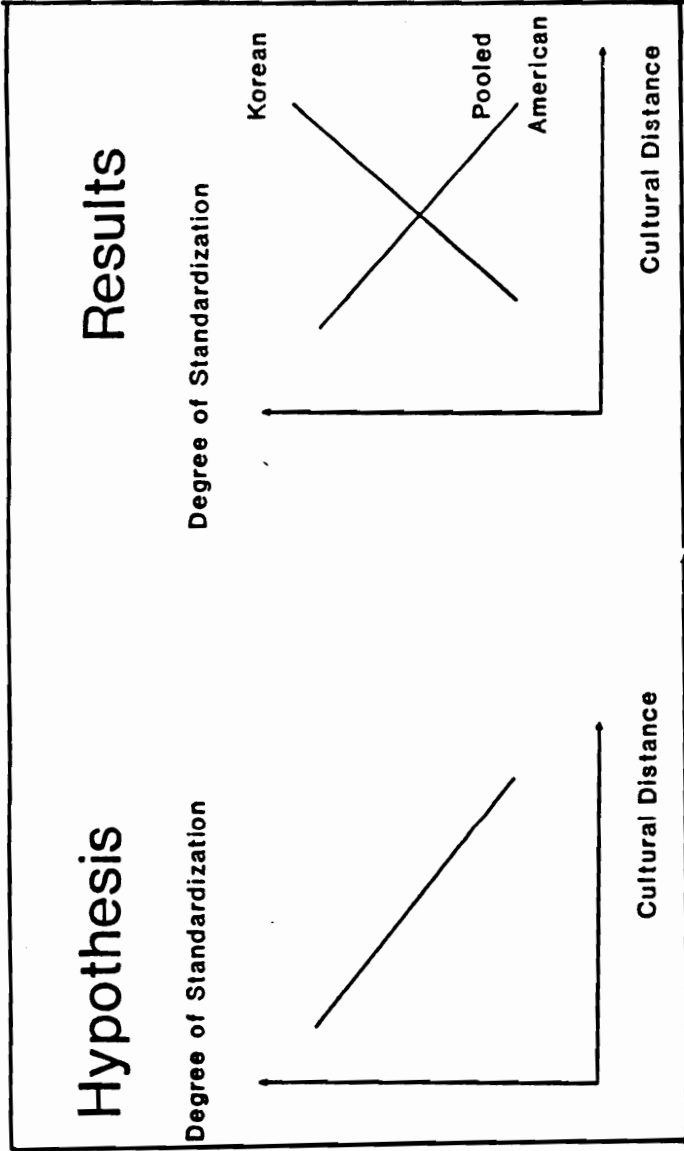 Hypothesis
Degree of Standardization
Cultural Distance
Results
Degree of Standardization
Korean
Pooled
American
Cultural Distance